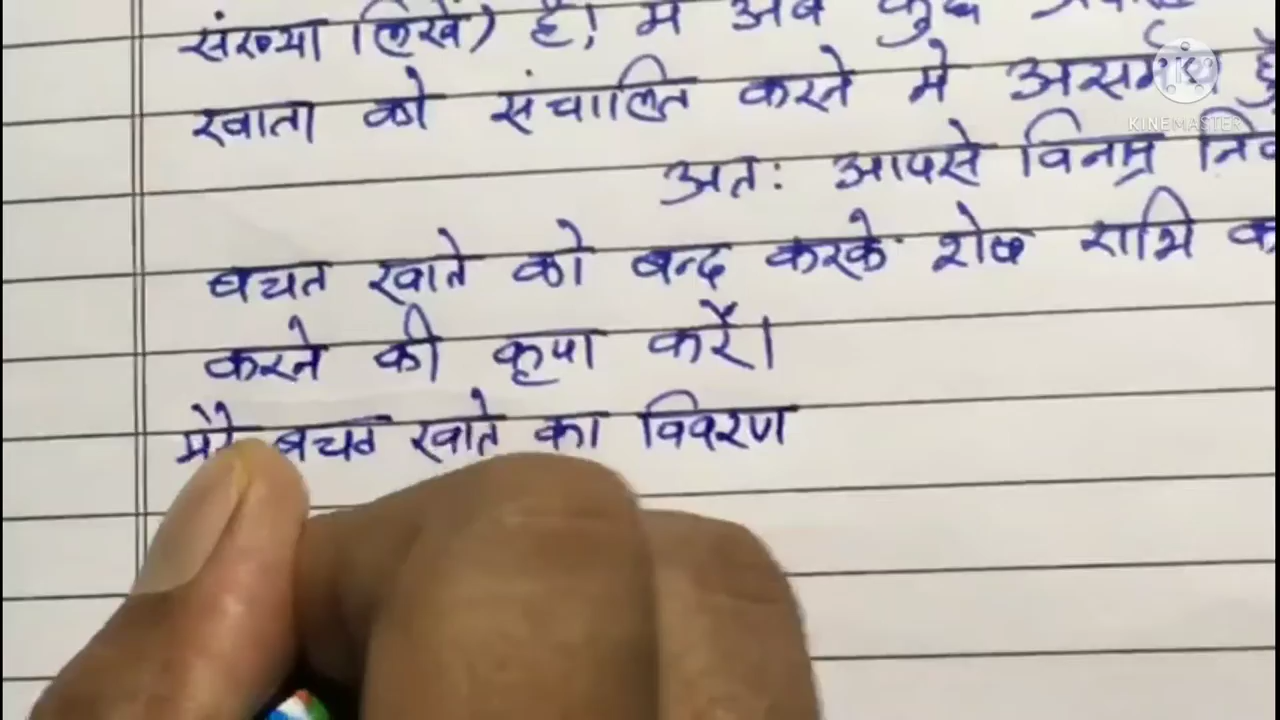 संख्या लिखें) है। मैं अब कुछ
खाता को संचालित करने मे असमर्थ हूँ
अतः आपसे विनम्र
बचत खाते को बन्द करके शेष राशि
करने की कृपा करें।
मेरे बचत खाते का विवरण
KINEMASTER